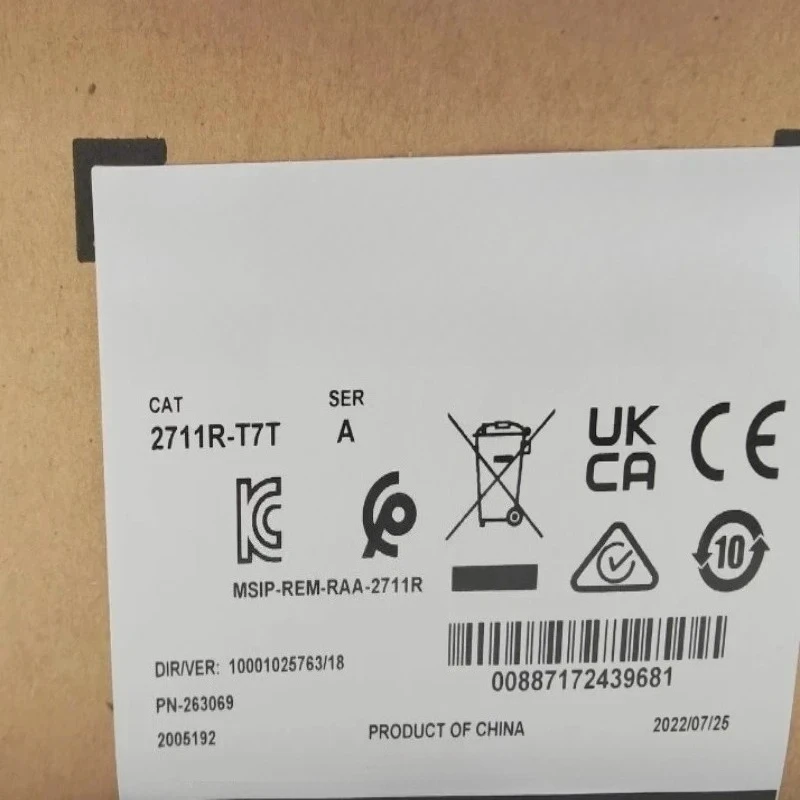 CAT
SER
2711R-T7T
A
UK
CA
CE
10
MSIP-REM-RAA-2711R
DIR/VER: 10001025763/18
00887172439681
PN-263069
2005192
PRODUCT OF CHINA
2022/07/25